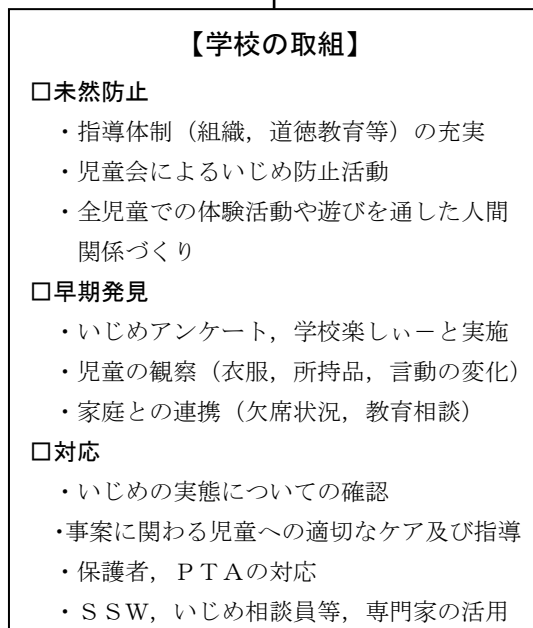 【学校の取組】
□未然防止
・指導体制（組織，道徳教育等）の充実
・児童会によるいじめ防止活動
・全児童での体験活動や遊びを通した人間
関係づくり
□早期発見
・いじめアンケート，学校楽しぃーと実施
・児童の観察（衣服，所持品，言動の変化）
・家庭との連携（欠席状況，教育相談）
□対応
・いじめの実態についての確認
・事案に関わる児童への適切なケア及び指導
・保護者，ＰＴＡの対応
・ＳＳＷ，いじめ相談員等，専門家の活用